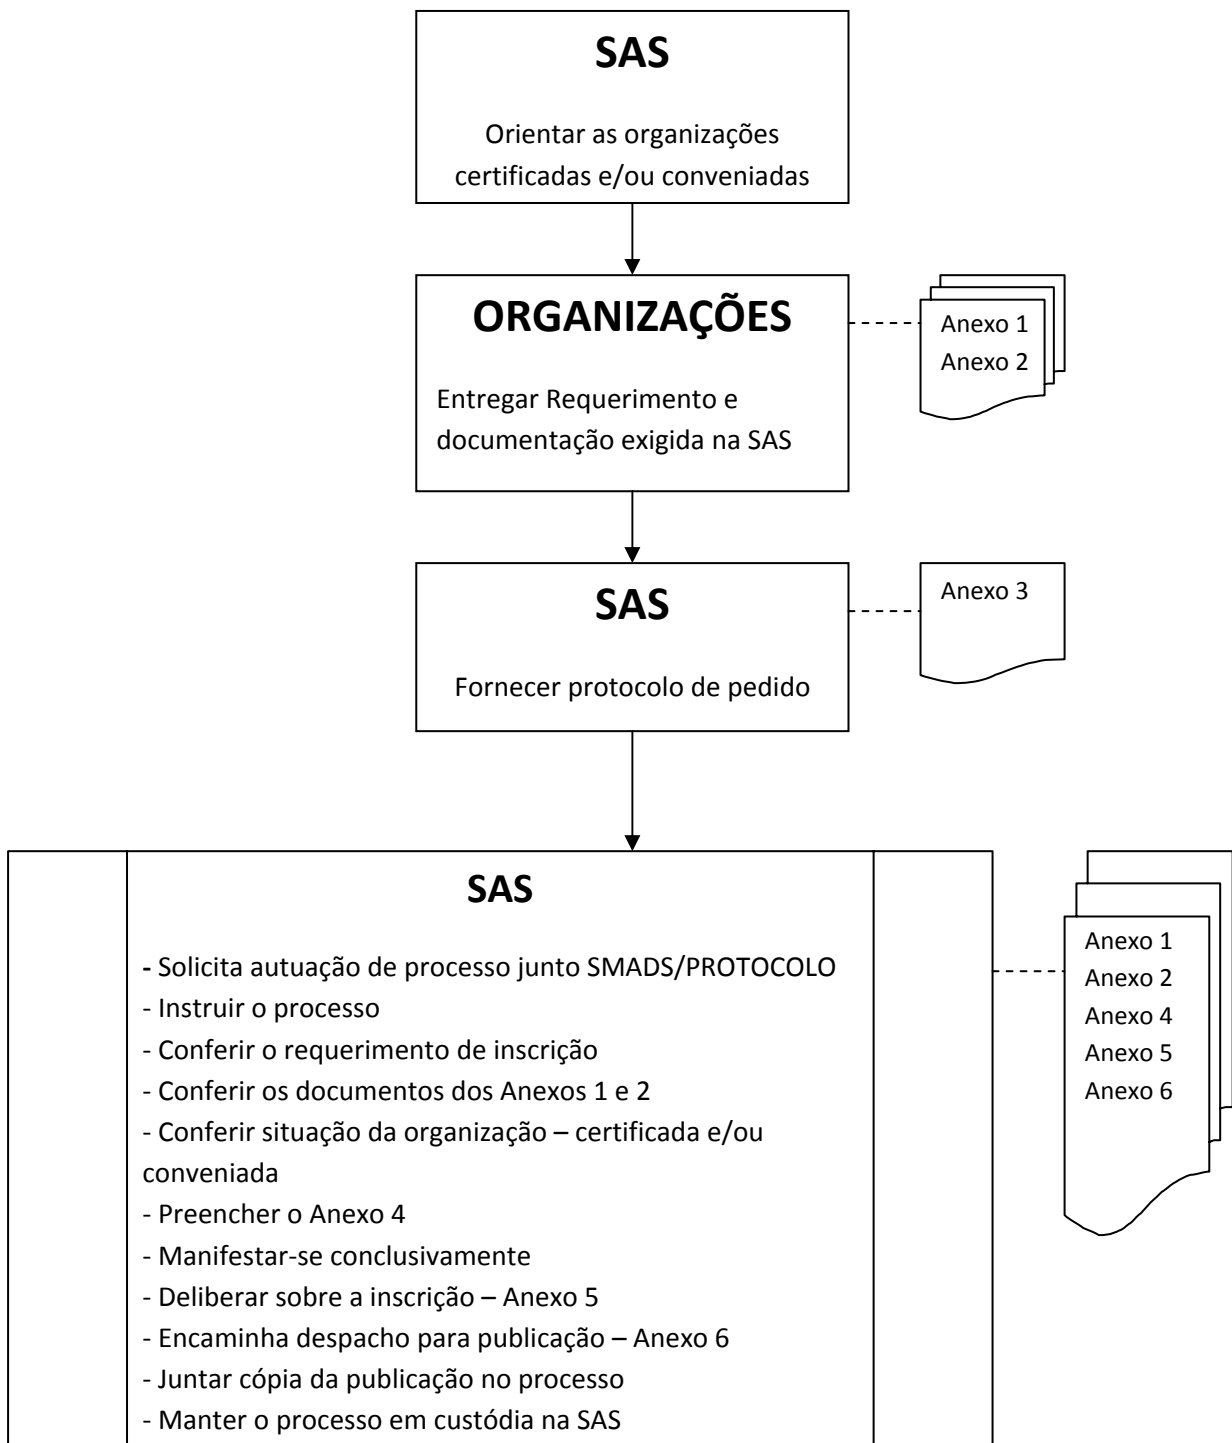 SAS
Orientar as organizações
certificadas e/ou conveniadas
ORGANIZAÇÕES
Entregar Requerimento e
documentação exigida na SAS
Anexo 1
Anexo 2
SAS
Fornecer protocolo de pedido
Anexo 3
SAS
- Solicita autuação de processo junto SMADS/PROTOCOLO
- Instruir o processo
- Conferir o requerimento de inscrição
- Conferir os documentos dos Anexos 1 e 2
- Conferir situação da organização – certificada e/ou
conveniada
- Preencher o Anexo 4
- Manifestar-se conclusivamente
- Deliberar sobre a inscrição – Anexo 5
- Encaminha despacho para publicação – Anexo 6
- Juntar cópia da publicação no processo
- Manter o processo em custódia na SAS
Anexo 1
Anexo 2
Anexo 4
Anexo 5
Anexo 6